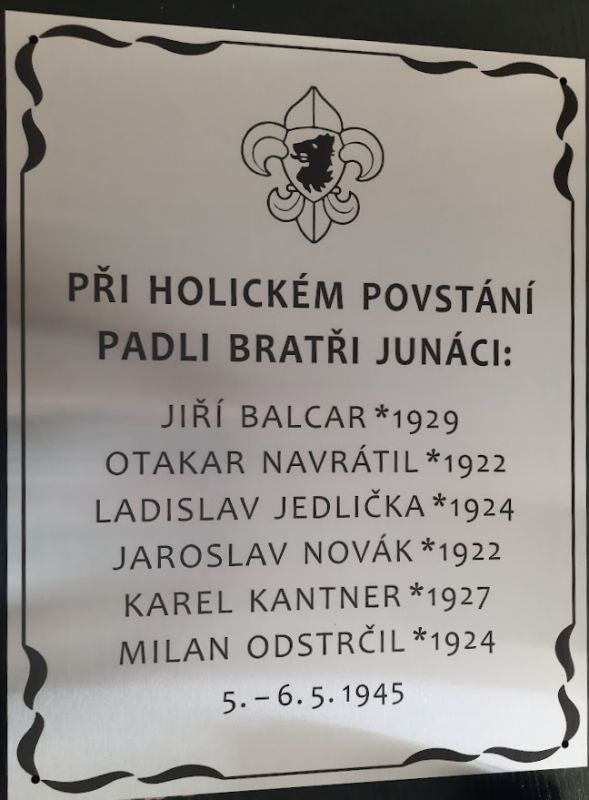 PŘI HOLICKÉM POVSTÁNÍ
PADLI BRATŘI JUNÁCI:
JIŘÍ BALCAR *1929
OTAKAR NAVRÁTIL *1922
LADISLAV JEDLIČKA *1924
JAROSLAV NOVÁK *1922
KAREL KANTNER *1927
MILAN ODSTRČIL *1924
5. – 6. 5. 1945